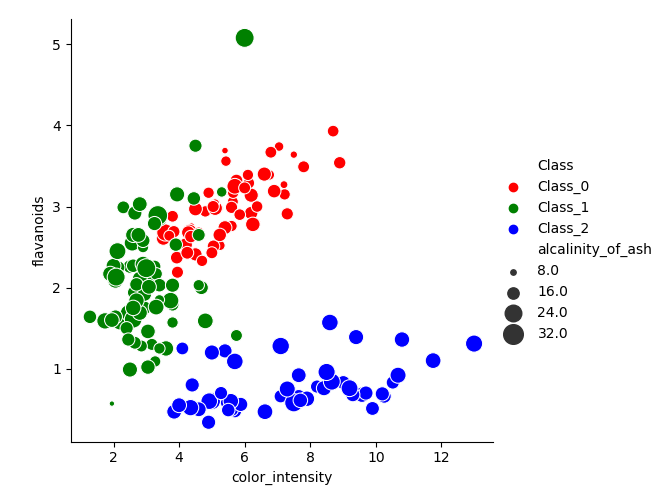 5
4
3
2
1
flavanoids
2
4
6
8
10
12
color_intensity
Class
Class_0
Class_1
Class_2
alcalinity_of_ash
8.0
16.0
24.0
32.0